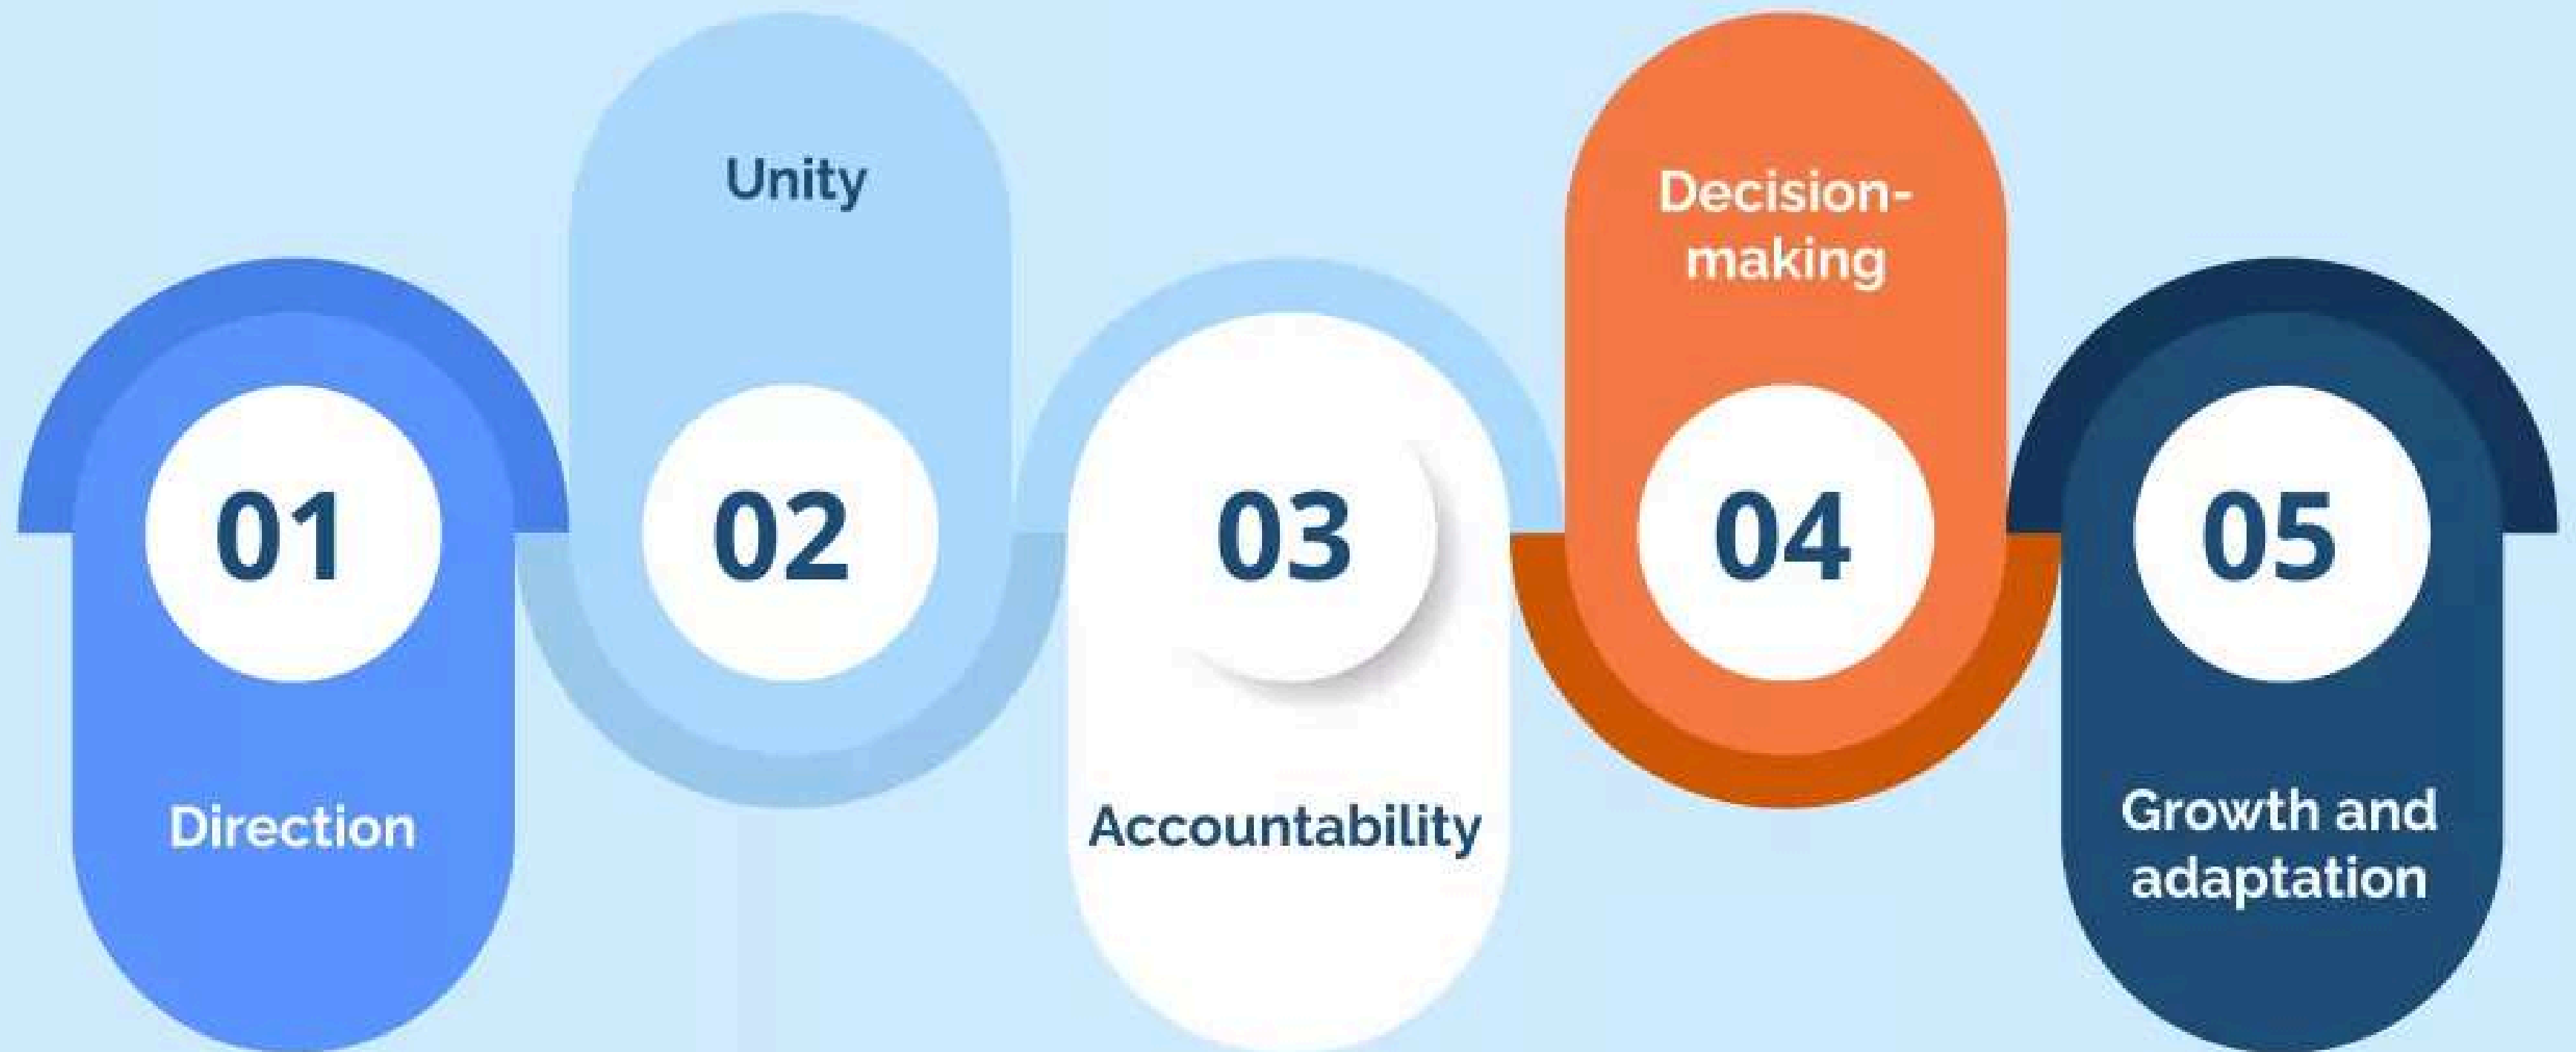 01
Direction
Unity
02
03
Accountability
Decision-
making
04
05
Growth and
adaptation